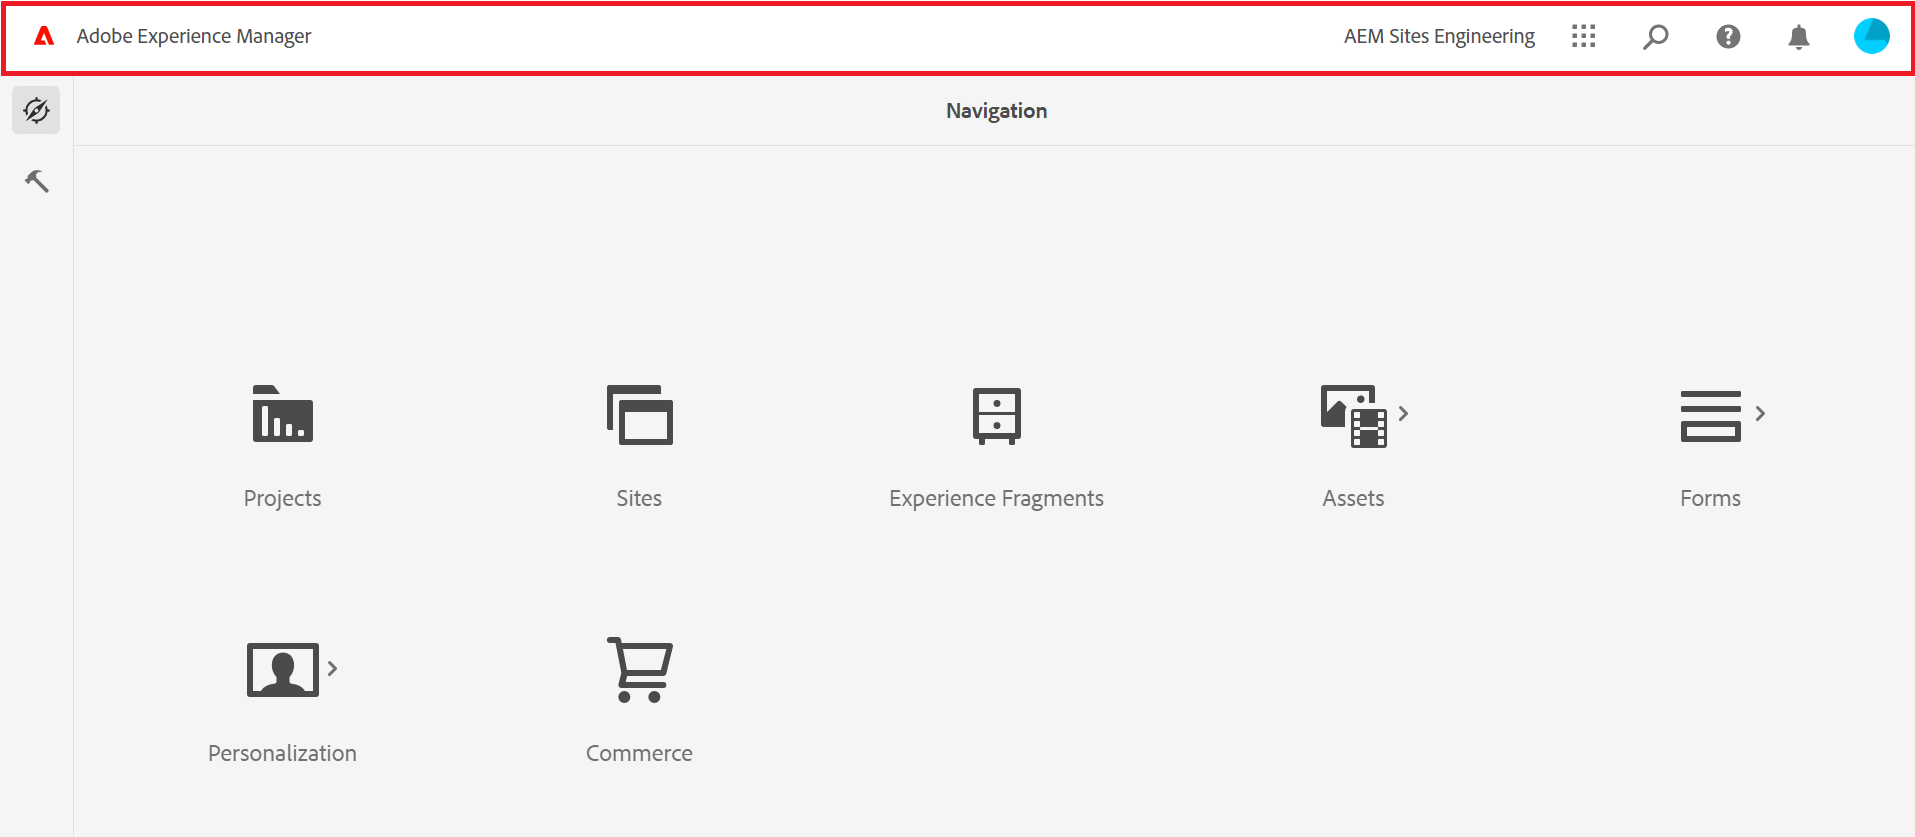 Adobe Experience Manager
AEM Sites Engineering
Navigation
Projects
Sites
Experience Fragments
Assets
Forms
Personalization
Commerce